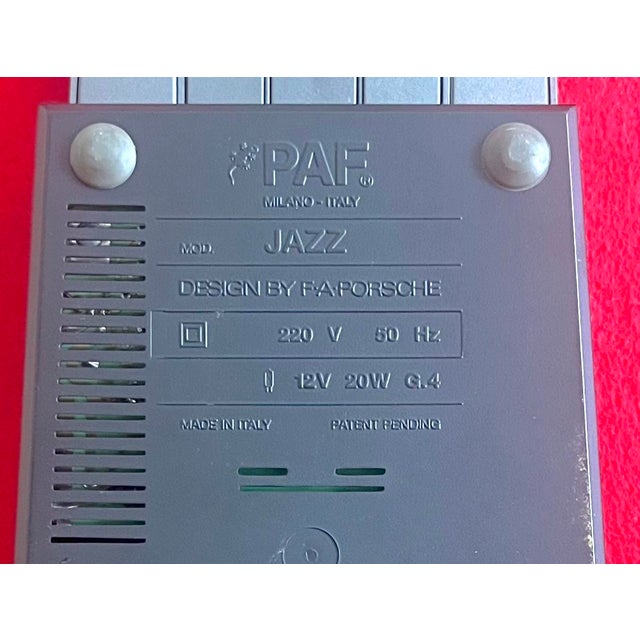 PAF®
MILANO - ITALY
MOD. JAZZ
DESIGN BY F·A·PORSCHE
220 V 50 Hz
12V 20W G.4
MADE IN ITALY PATENT PENDING